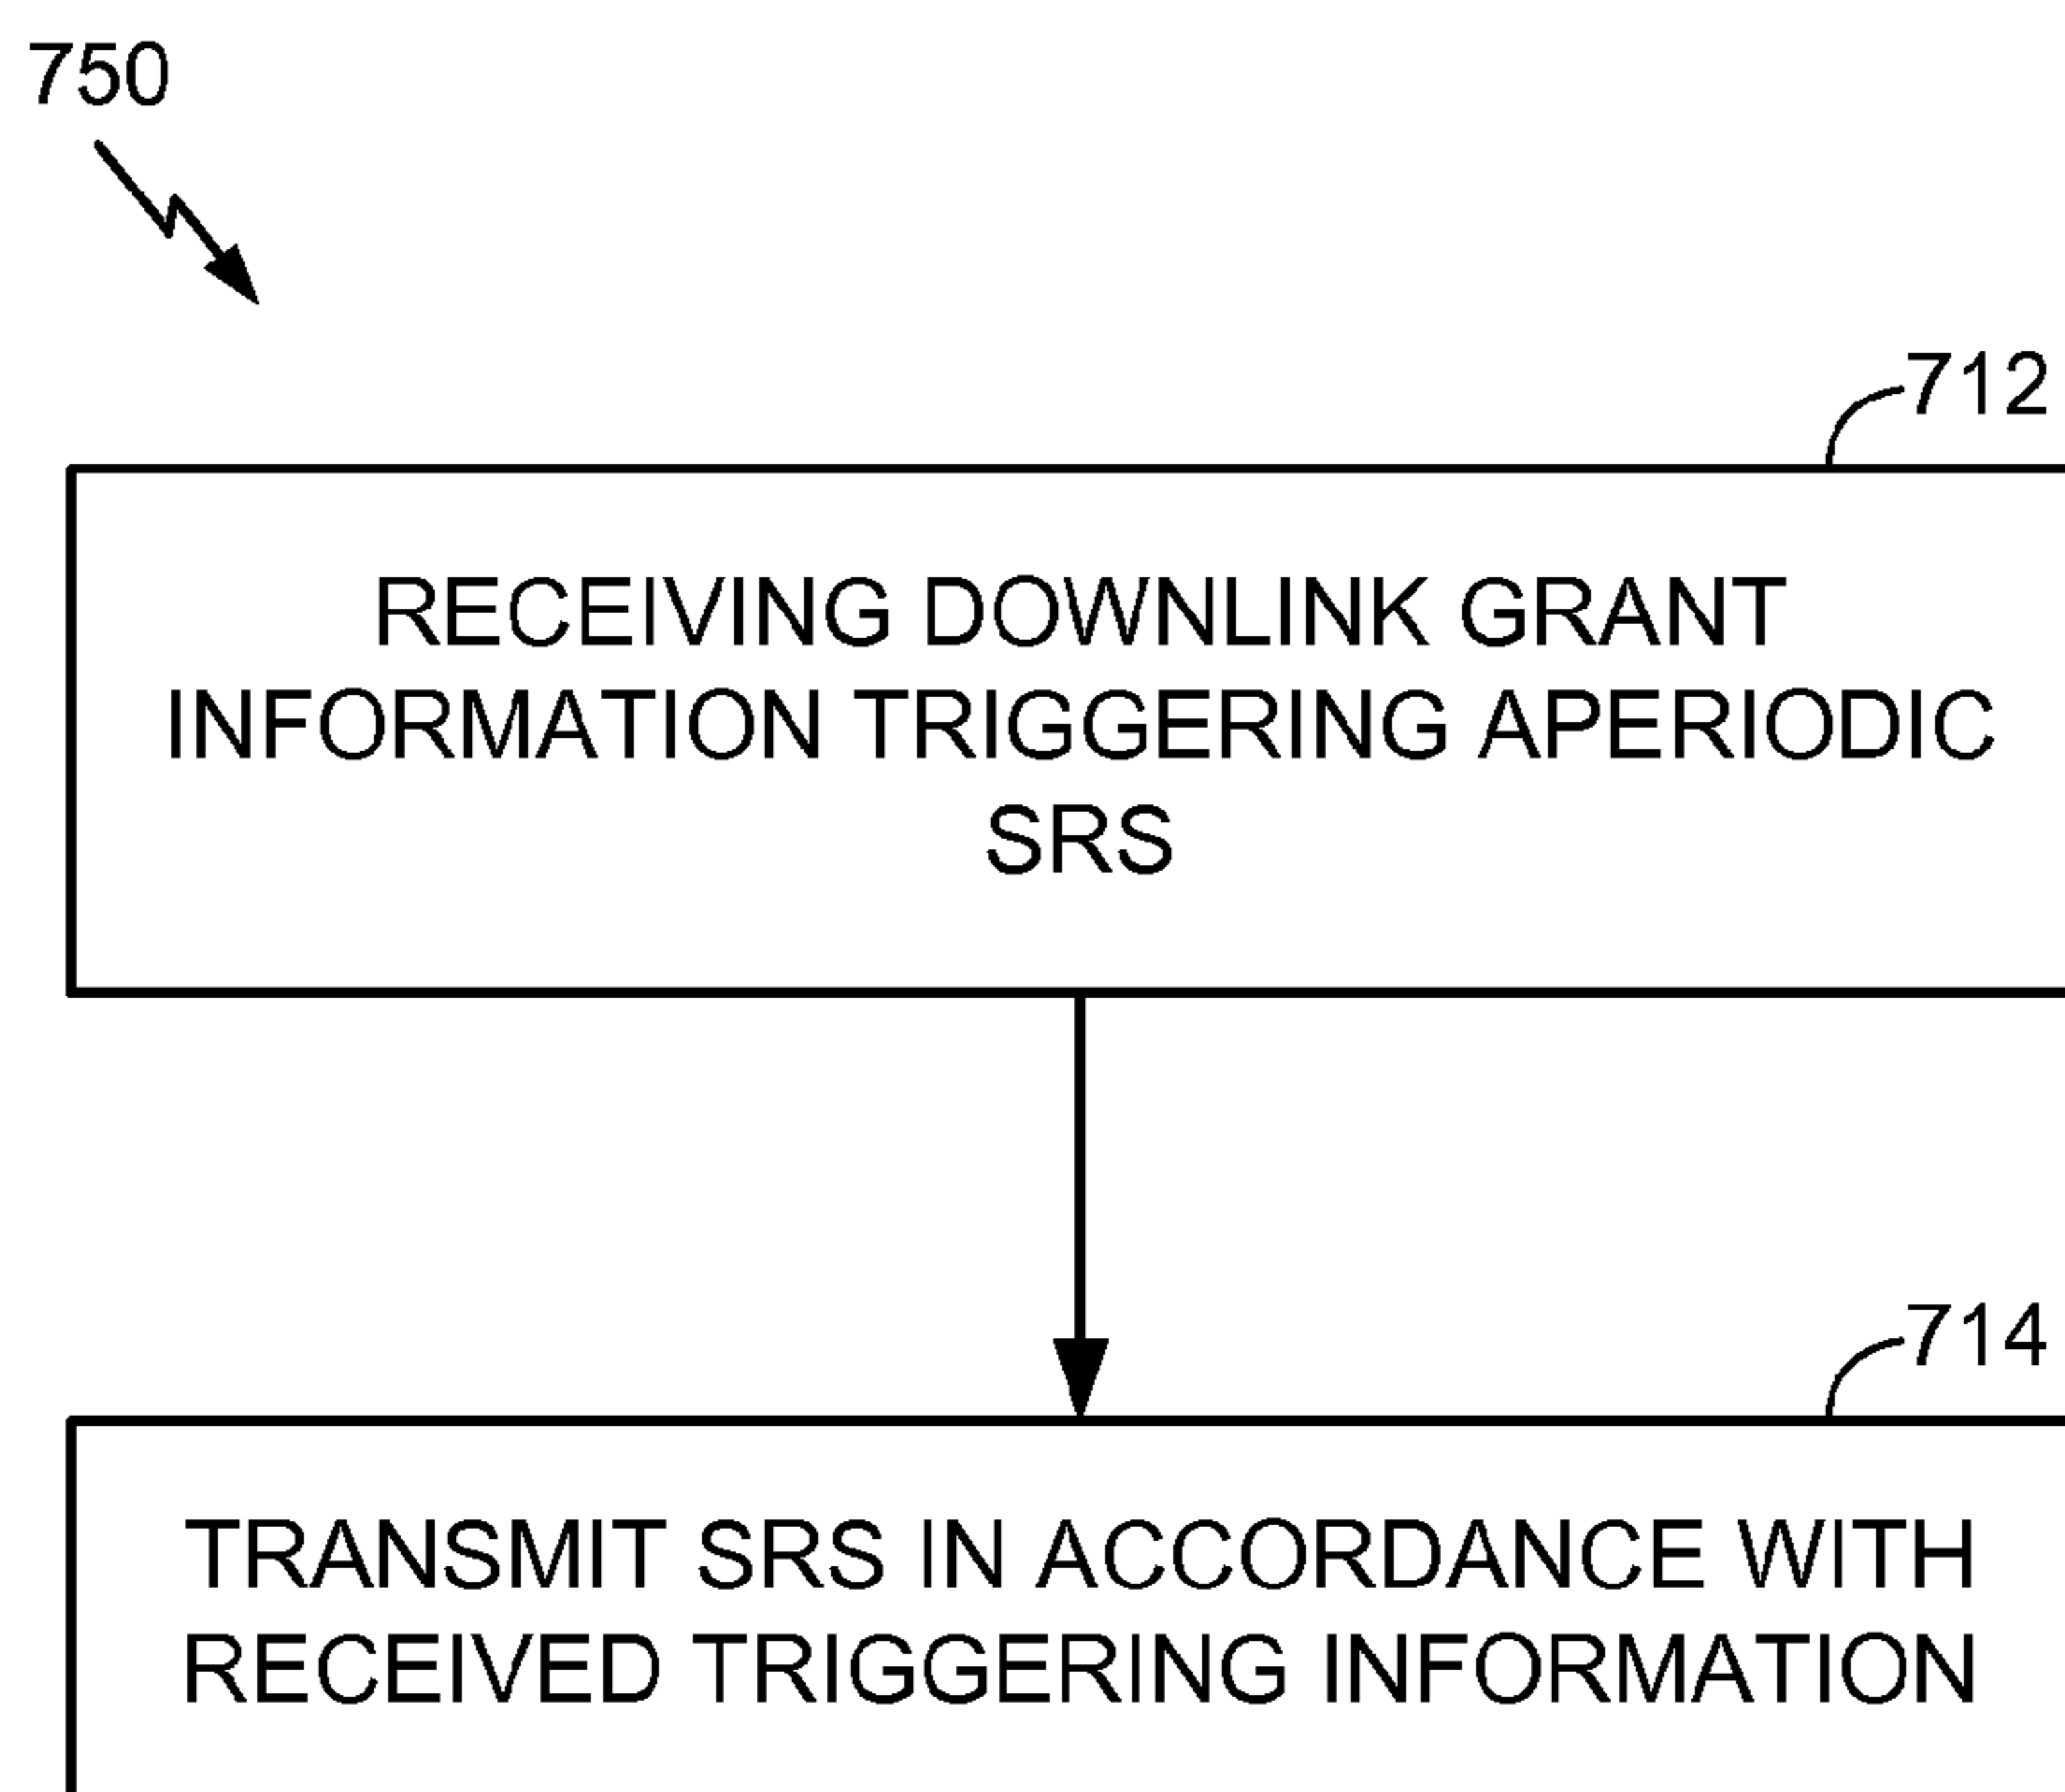 750
712
RECEIVING DOWNLINK GRANT
INFORMATION TRIGGERING APERIODIC
SRS
714
TRANSMIT SRS IN ACCORDANCE WITH
RECEIVED TRIGGERING INFORMATION